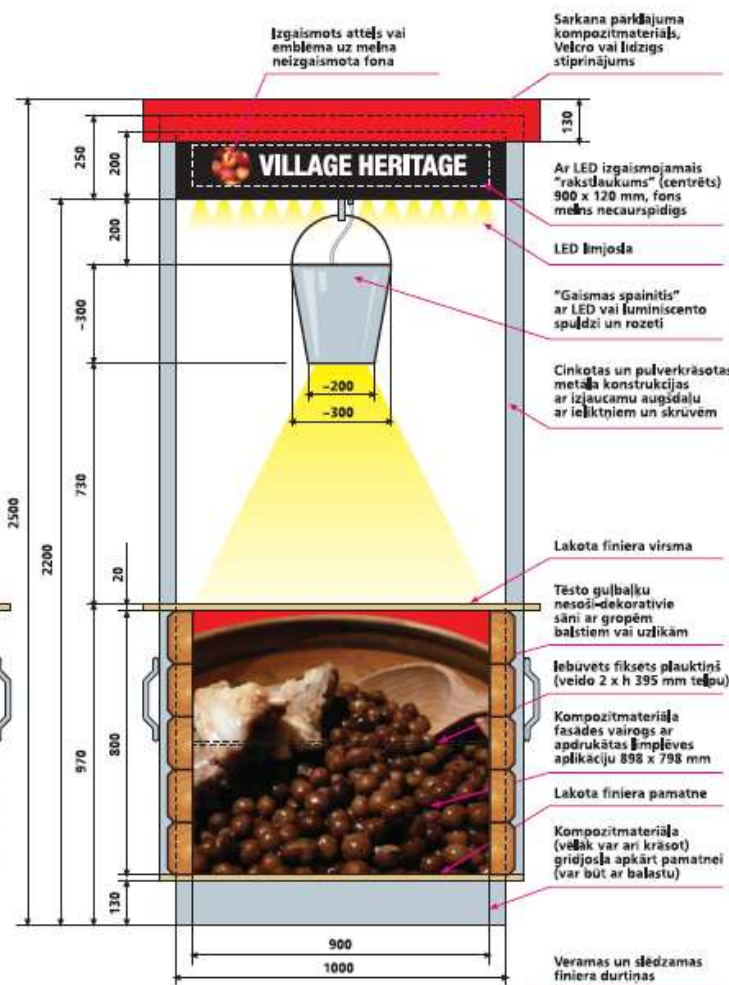 Izgaismots attēls vai
emblēma uz melna
neizgaismota fona
Sarkana pārklājuma
kompozītmateriāls,
Velcro vai līdzīgs
stiprinājums
130
250
200
VILLAGE HERITAGE
Ar LED izgaismojamais
"rakstlaukums" (centrēts)
900 x 120 mm, fons
melns necaurspīdīgs
200
LED līmjosla
~300
"Gaismas spainītis"
ar LED vai luminiscento
spuldzi un rozeti
~200
~300
Cinkotas un pulverkrāsotas
metāla konstrukcijas
ar izjaucamu augšdaļu
ar ieliktņiem un skrūvēm
2500
2200
730
20
Lakota finiera virsma
Tēsto guļbaļķu
nesoši-dekoratīvie
sāni ar gropēm
balstiem vai uzlikām
Iebūvēts fiksēts plauktiņš
(veido 2 x h 395 mm telpu)
970
800
Kompozītmateriāla
fasādes vairogs ar
apdrukātas līmplēves
aplikāciju 898 x 798 mm
Lakota finiera pamatne
Kompozītmateriāla
(vēlāk var arī krāsot)
grīdjosla apkārt pamatnei
(var būt ar balastu)
130
900
1000
Veramas un slēdzamas
finiera durtiņas